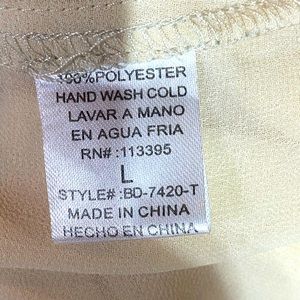 100%POLYESTER
HAND WASH COLD
LAVAR A MANO
EN AGUA FRIA
RN# :113395
L
STYLE# :BD-7420-T
MADE IN CHINA
HECHO EN CHINA